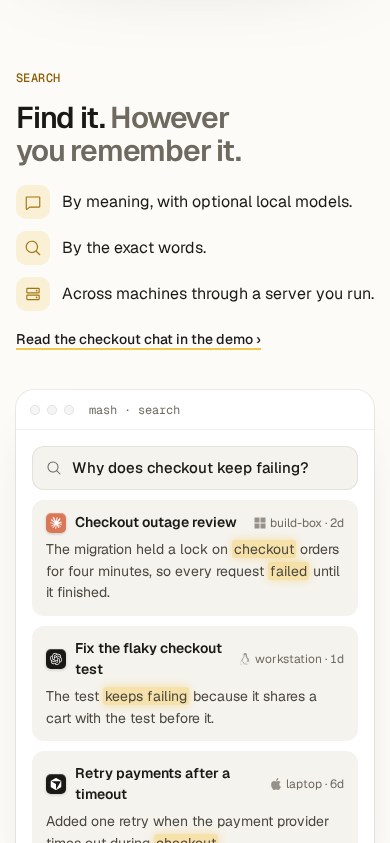 SEARCH
Find it. However
you remember it.
By meaning, with optional local models.
By the exact words.
Across machines through a server you run.
Read the checkout chat in the demo ›
mash · search
Why does checkout keep failing?
Checkout outage review
build-box · 2d
The migration held a lock on checkout orders
for four minutes, so every request failed until
it finished.
Fix the flaky checkout
test
workstation · 1d
The test keeps failing because it shares a
cart with the test before it.
Retry payments after a
timeout
laptop · 6d
Added one retry when the payment provider
times out during checkout